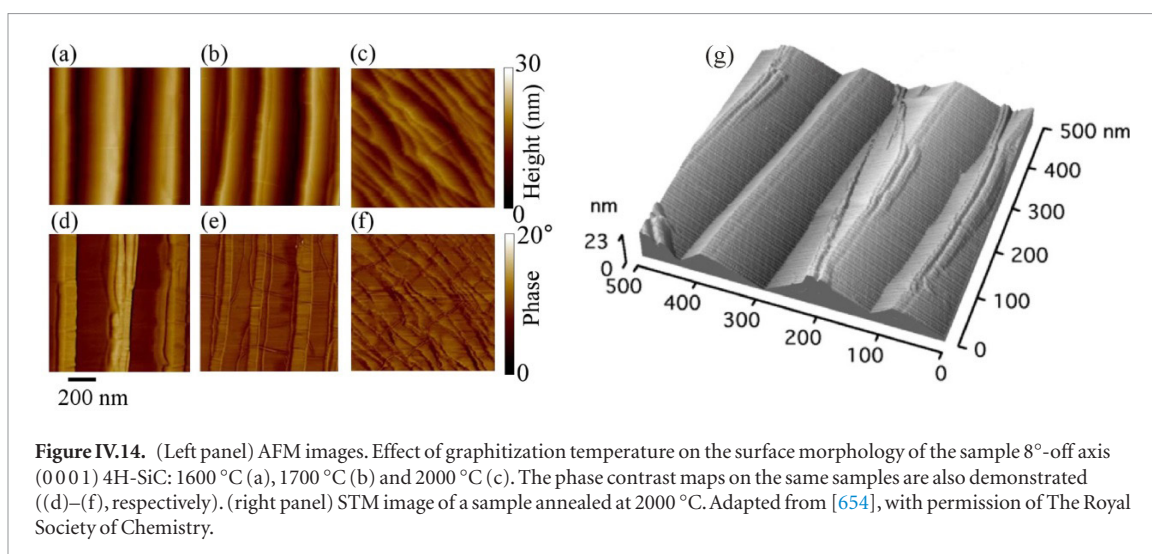 (a)
(b)
(c)
30
Height (nm)
0
(d)
(e)
(f)
20°
Phase
0
200 nm
(g)
500 nm
400
300
200
100
0
nm
23
0
500
400
300
200
100
0
Figure IV.14. (Left panel) AFM images. Effect of graphitization temperature on the surface morphology of the sample 8°-off axis
(0 0 0 1) 4H-SiC: 1600 °C (a), 1700 °C (b) and 2000 °C (c). The phase contrast maps on the same samples are also demonstrated
((d)–(f), respectively). (right panel) STM image of a sample annealed at 2000 °C. Adapted from [654], with permission of The Royal
Society of Chemistry.